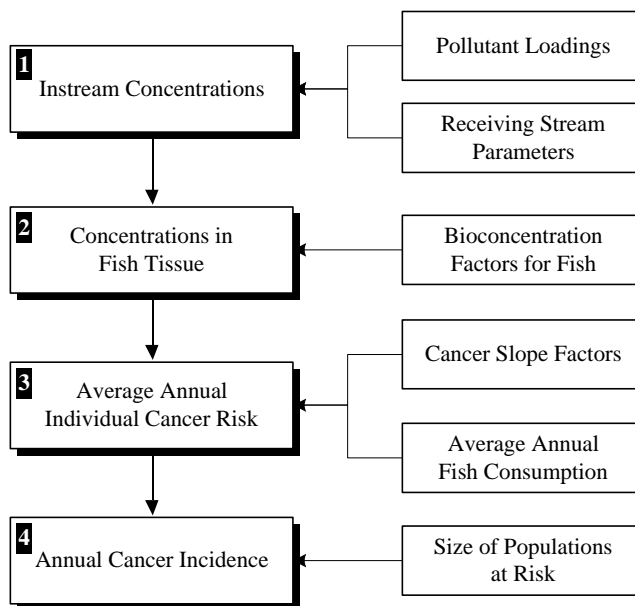 1
Instream Concentrations
Pollutant Loadings
Receiving Stream
Parameters
2
Concentrations in
Fish Tissue
Bioconcentration
Factors for Fish
3
Average Annual
Individual Cancer Risk
Cancer Slope Factors
Average Annual
Fish Consumption
4
Annual Cancer Incidence
Size of Populations
at Risk